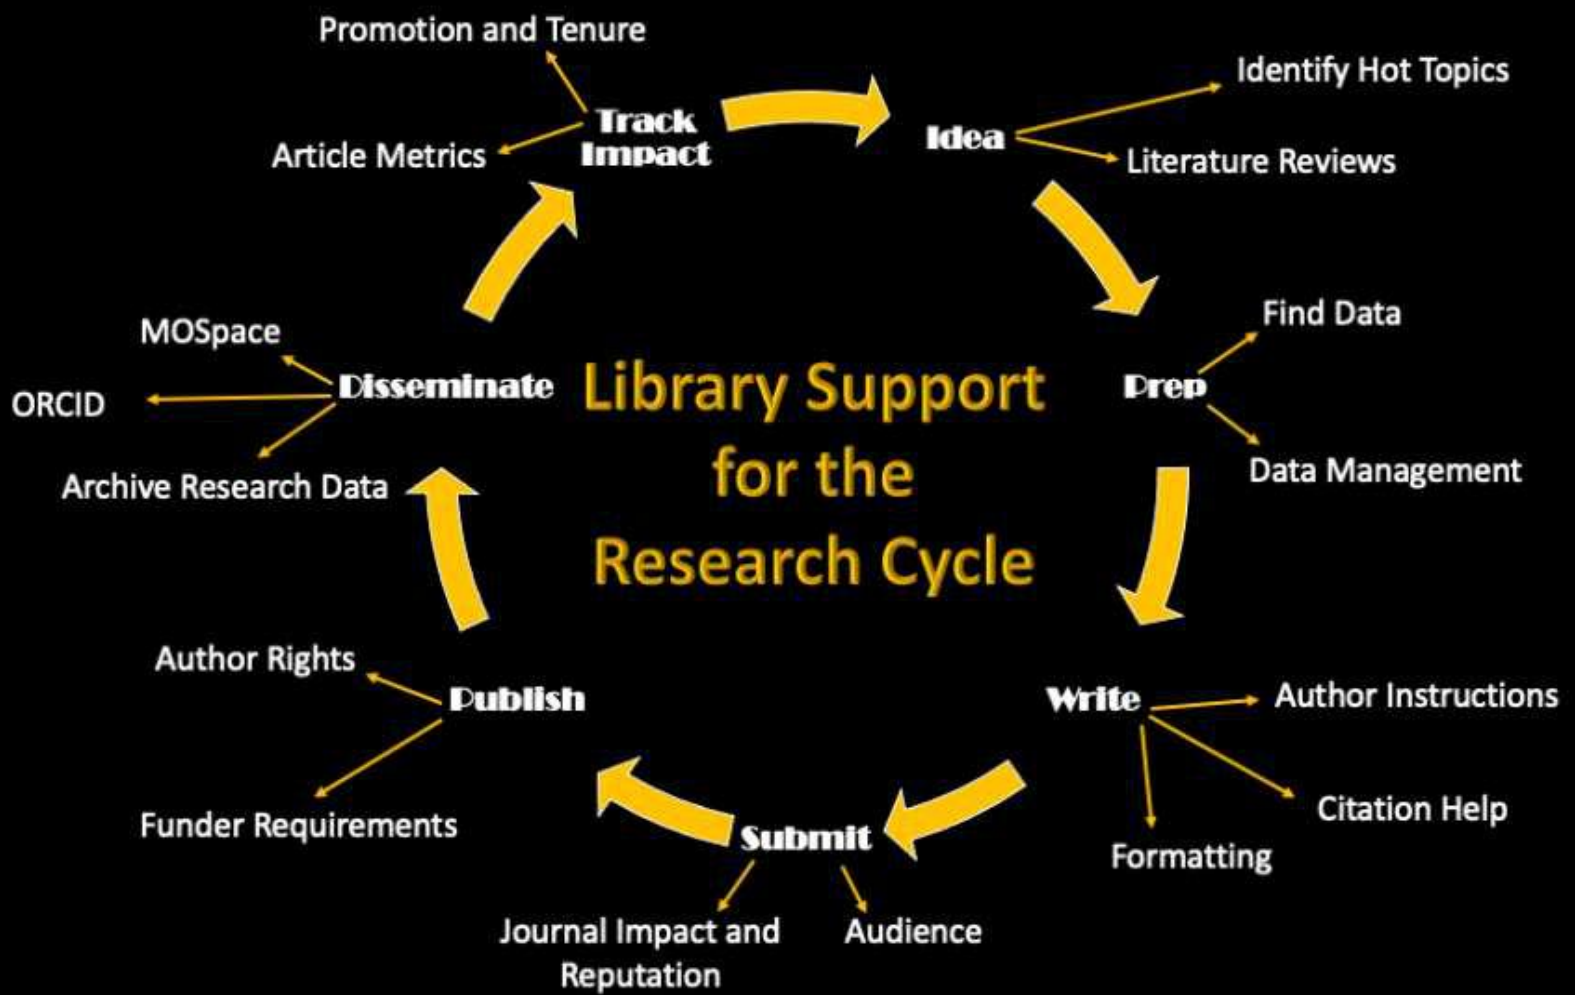 Promotion and Tenure
Identify Hot Topics
Track
Impact
Idea
Article Metrics
Literature Reviews
MOSpace
Find Data
Disseminate
Library Support
for the
Research Cycle
Prep
ORCID
Data Management
Archive Research Data
Author Rights
Publish
Write
Author Instructions
Funder Requirements
Submit
Citation Help
Formatting
Journal Impact and
Reputation
Audience